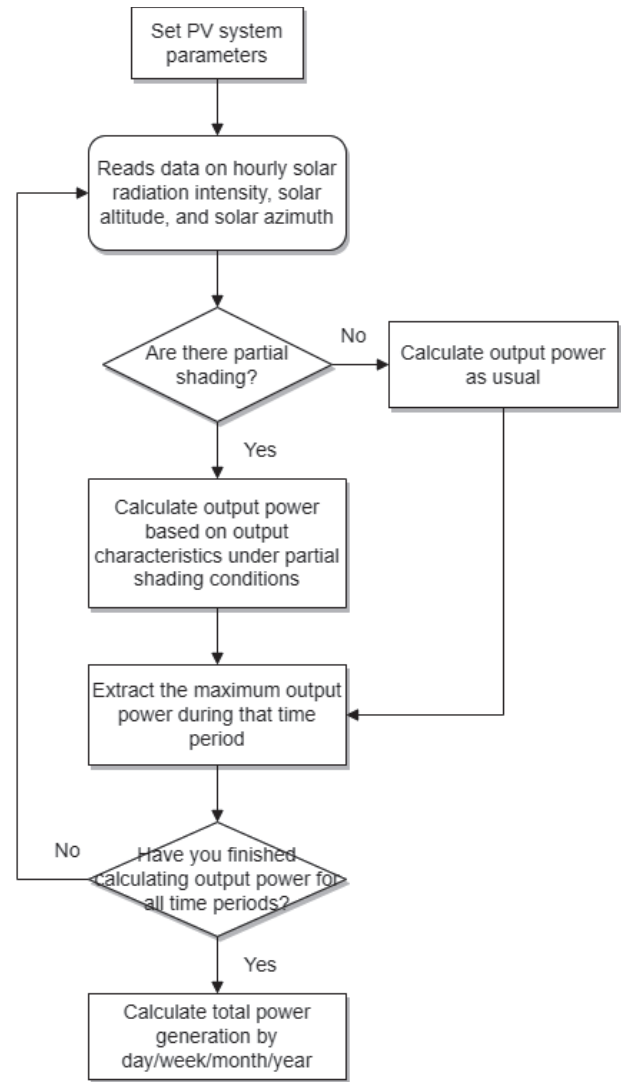 Set PV system
parameters
Reads data on hourly solar
radiation intensity, solar
altitude, and solar azimuth
Are there partial
shading?
No
Calculate output power
as usual
Yes
Calculate output power
based on output
characteristics under partial
shading conditions
Extract the maximum output
power during that time
period
Have you finished
calculating output power for
all time periods?
No
Yes
Calculate total power
generation by
day/week/month/year